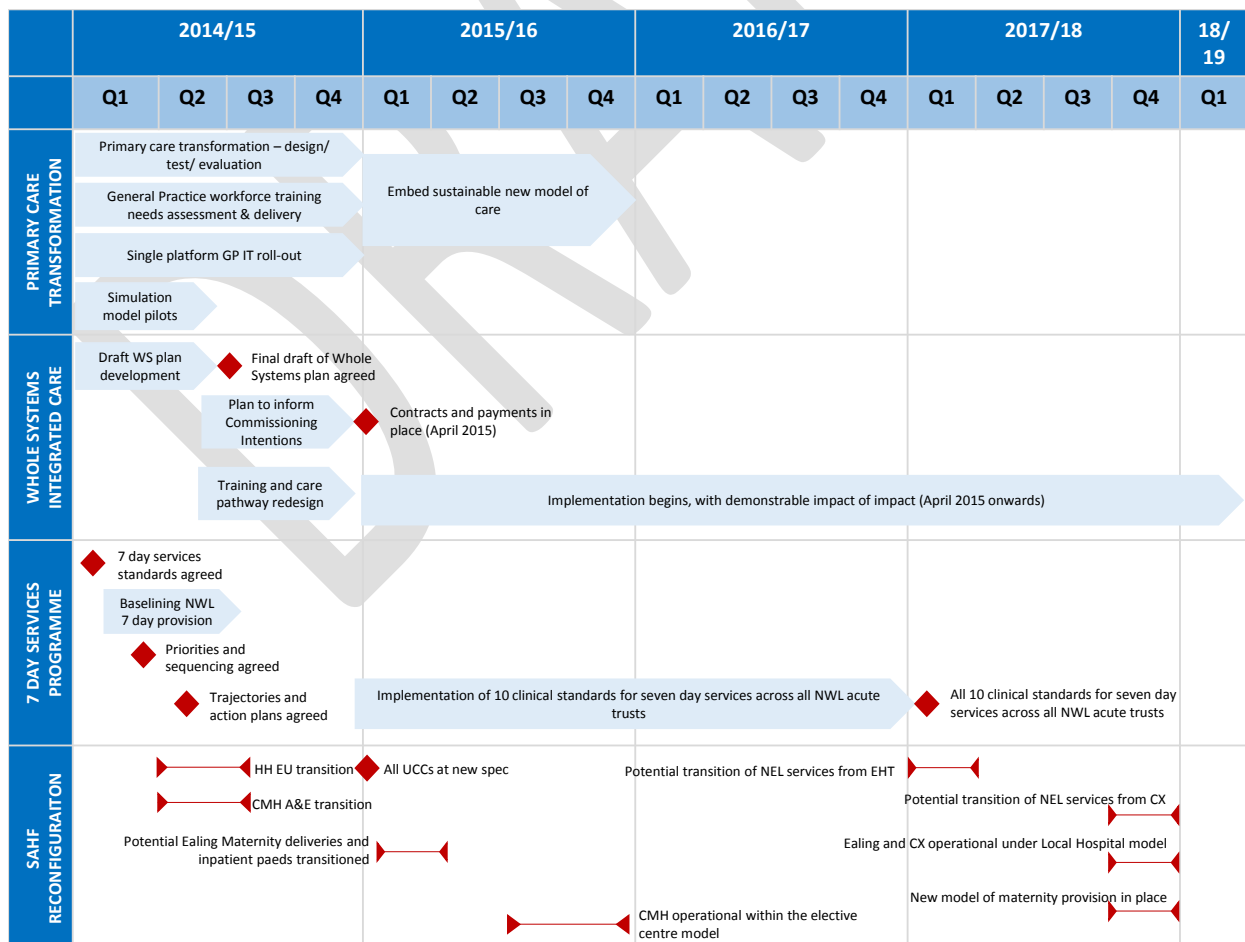 2014/15
2015/16
2016/17
2017/18
18/
19
Q1
Q2
Q3
Q4
Q1
Q2
Q3
Q4
Q1
Q2
Q3
Q4
Q1
Q2
Q3
Q4
Q1
PRIMARY CARE
TRANSFORMATION
Primary care transformation – design/
test/ evaluation
General Practice workforce training
needs assessment & delivery
Single platform GP IT roll-out
Simulation
model pilots
Embed sustainable new model of
care
WHOLE SYSTEMS
INTEGRATED CARE
Draft WS plan
development
Final draft of Whole
Systems plan agreed
Plan to inform
Commissioning
Intentions
Contracts and payments in
place (April 2015)
Training and care
pathway redesign
Implementation begins, with demonstrable impact of impact (April 2015 onwards)
7 DAY SERVICES
PROGRAMME
7 day services
standards agreed
Baselining NWL
7 day provision
Priorities and
sequencing agreed
Trajectories and
action plans agreed
Implementation of 10 clinical standards for seven day services across all NWL acute
trusts
All 10 clinical standards for seven day
services across all NWL acute trusts
SAHF
RECONFIGURAITON
HH EU transition
All UCCs at new spec
Potential transition of NEL services from EHT
CMH A&E transition
Potential transition of NEL services from CX
Potential Ealing Maternity deliveries and
inpatient paeds transitioned
Ealing and CX operational under Local Hospital model
New model of maternity provision in place
CMH operational within the elective
centre model